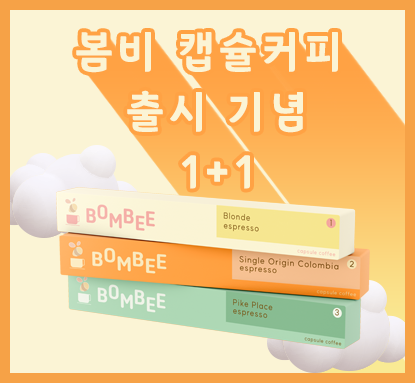 봄비 캡슐커피
출시 기념
1+1
BOMBEE
Blonde
espresso
1
capsule coffee
BOMBEE
Single Origin Colombia
espresso
2
capsule coffee
BOMBEE
Pike Place
espresso
3
capsule coffee